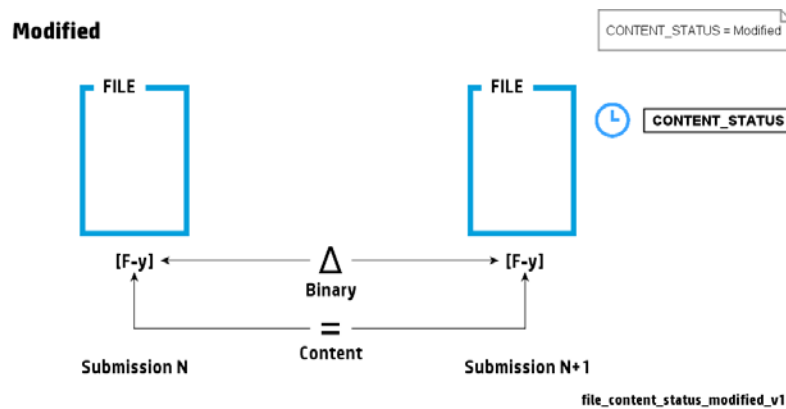 Modified
CONTENT_STATUS = Modified
FILE
FILE
CONTENT_STATUS
[F-y]
Δ
[F-y]
Binary
=
Content
Submission N
Submission N+1
file_content_status_modified_v1